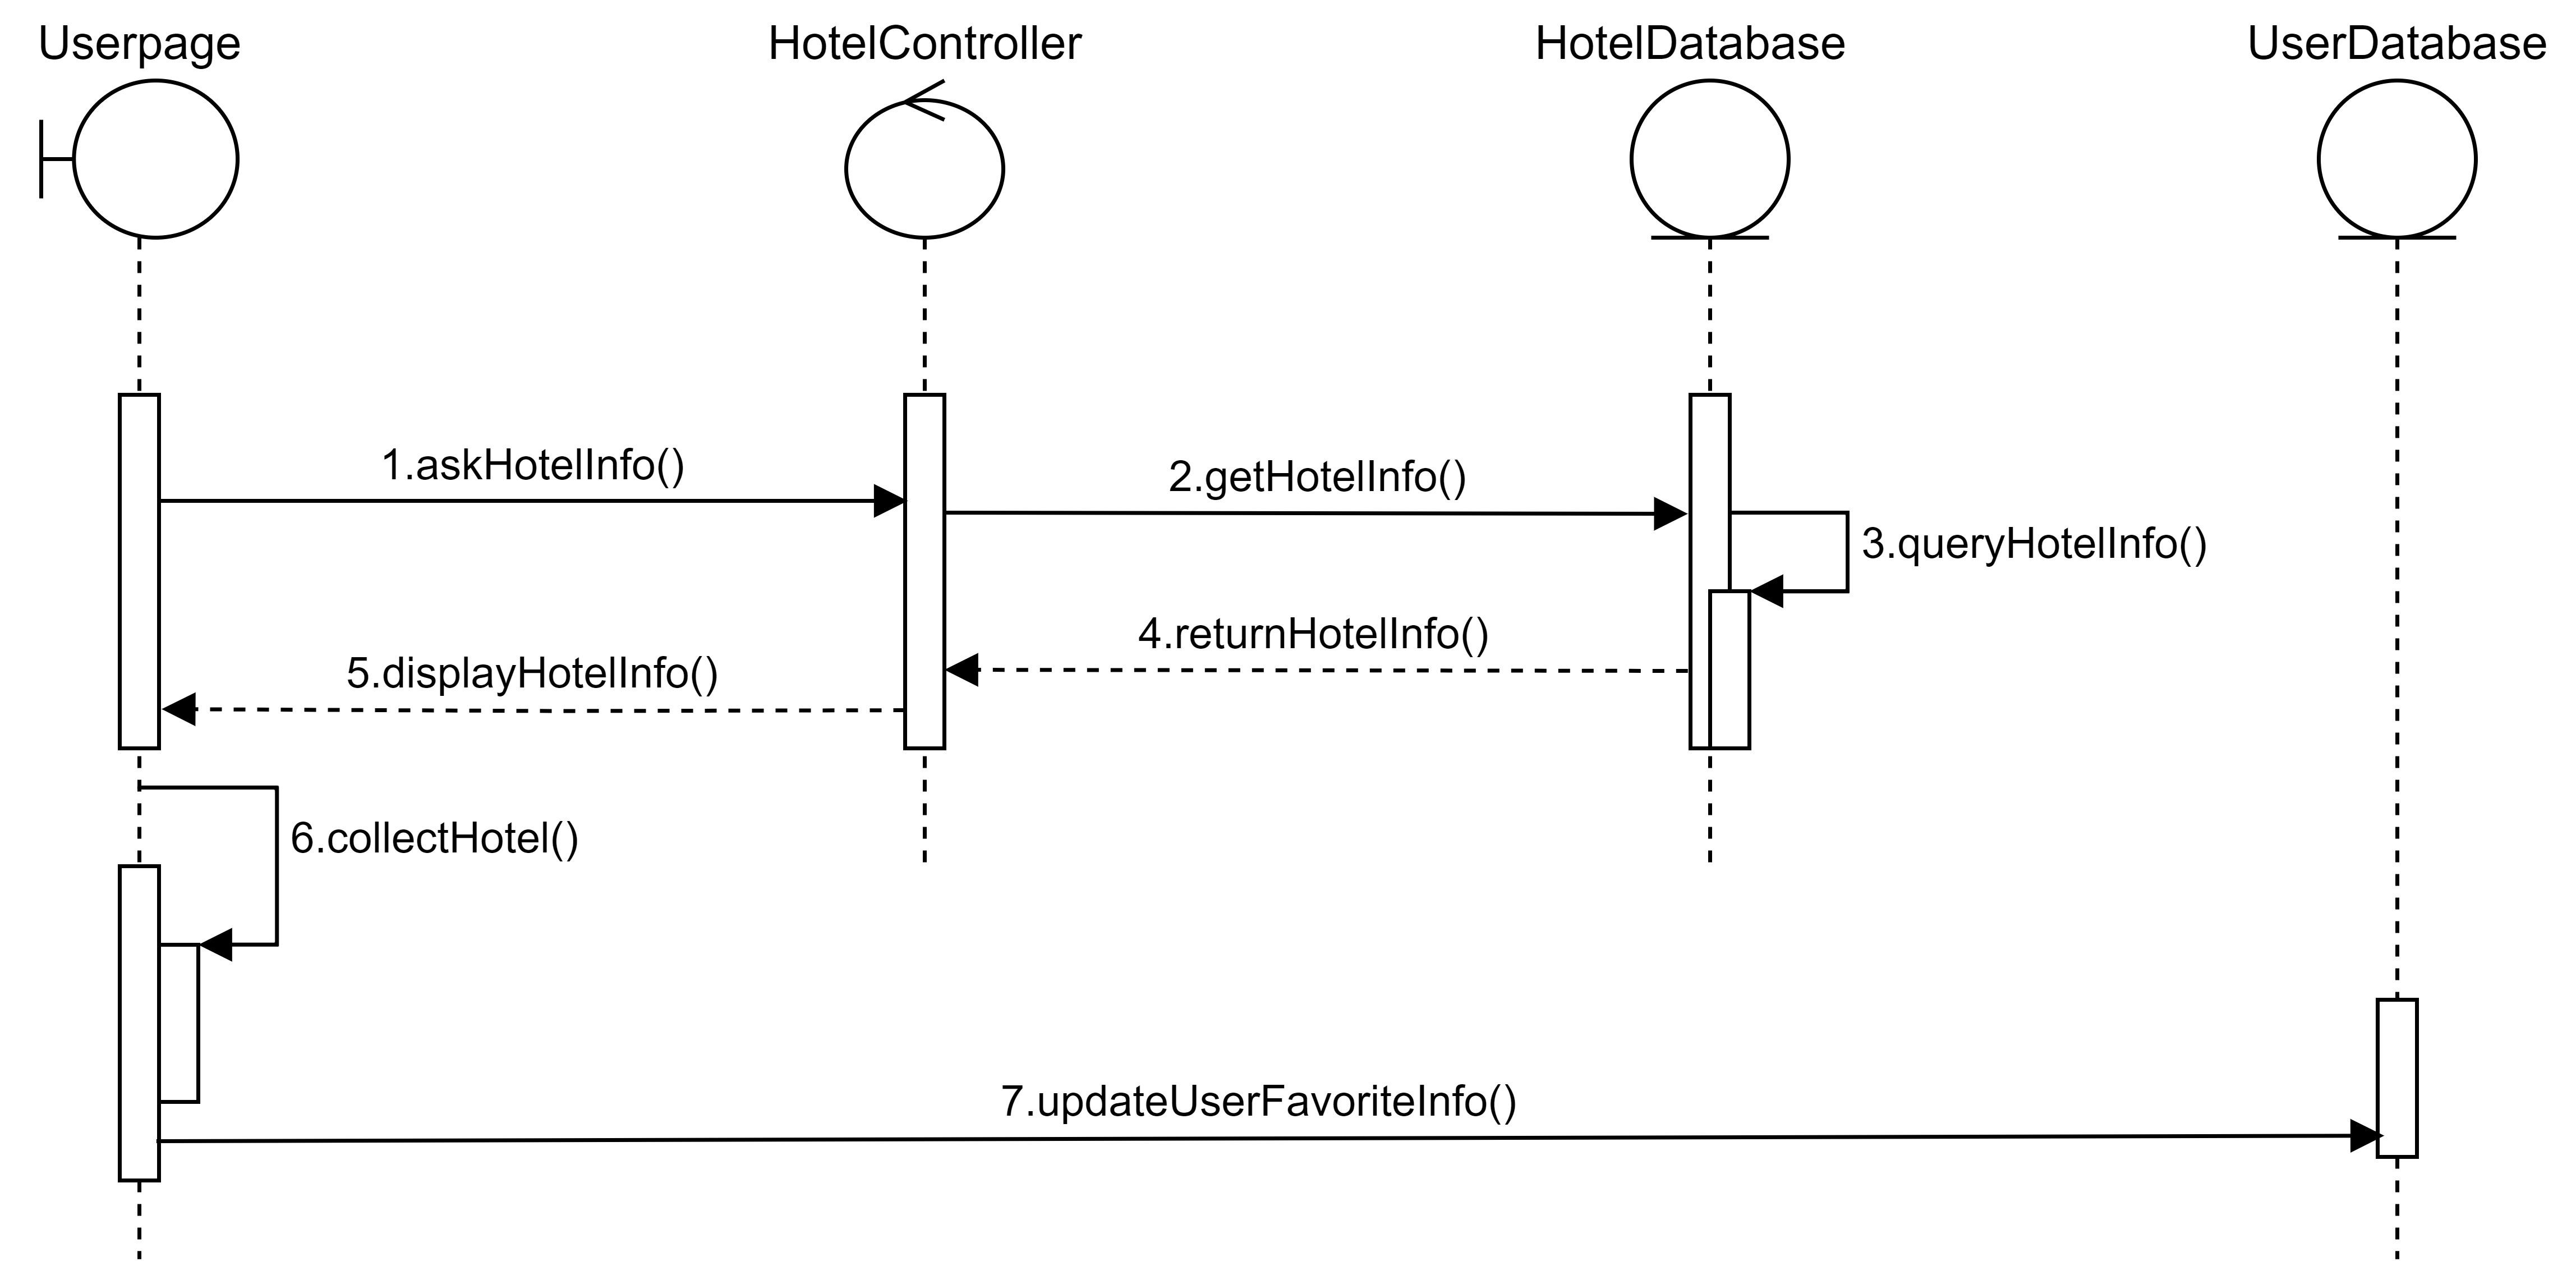 Userpage
HotelController
HotelDatabase
UserDatabase
1.askHotelInfo()
2.getHotelInfo()
3.queryHotelInfo()
4.returnHotelInfo()
5.displayHotelInfo()
6.collectHotel()
7.updateUserFavoriteInfo()